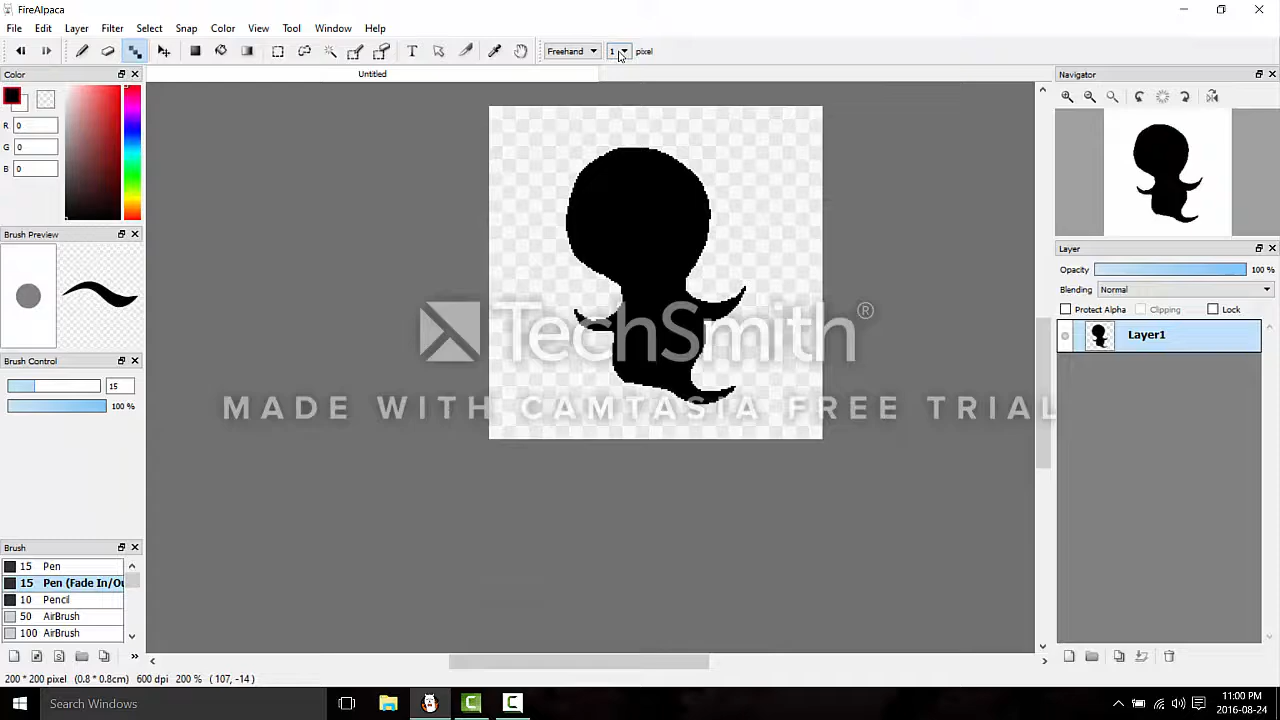 FireAlpaca
File Edit Layer Filter Select Snap Color View Tool Window Help
T Freehand 1 pixel
Color Untitled Navigator
R 0
G 0
B 0
Brush Preview
Layer
Opacity 100 %
Blending Normal
Protect Alpha Clipping Lock
Layer1
TechSmith®
MADE WITH CAMTASIA FREE TRIAL
Brush Control
15
100 %
Brush
15 Pen
15 Pen (Fade In/Ou
10 Pencil
50 AirBrush
100 AirBrush
200 * 200 pixel (0.8 * 0.8cm) 600 dpi 200 % ( 107, -14 )
Search Windows
11:00 PM
2016-08-24